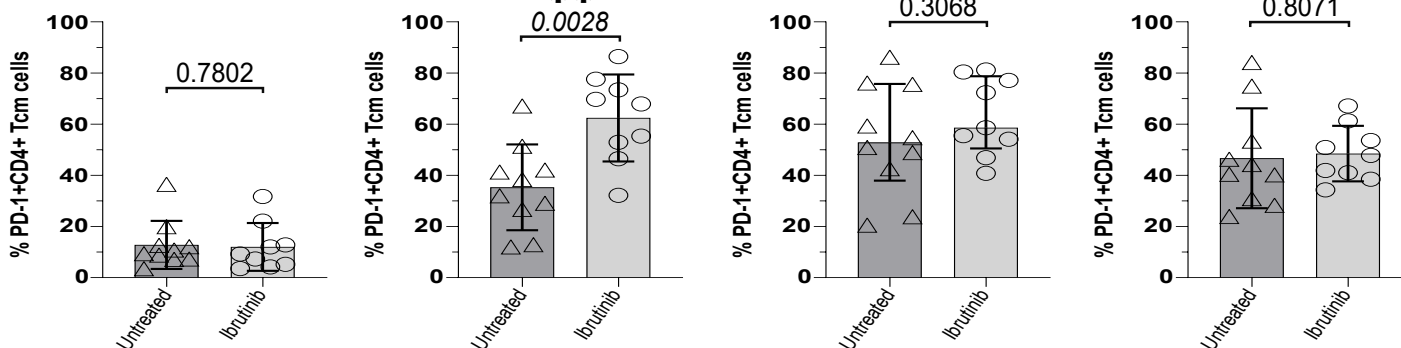 % PD-1+CD4+ Tcm cells
100
80
60
40
20
0
0.7802
Untreated
Ibrutinib
% PD-1+CD4+ Tcm cells
100
80
60
40
20
0
0.0028
Untreated
Ibrutinib
% PD-1+CD4+ Tcm cells
100
80
60
40
20
0
0.3068
Untreated
Ibrutinib
% PD-1+CD4+ Tcm cells
100
80
60
40
20
0
0.8071
Untreated
Ibrutinib